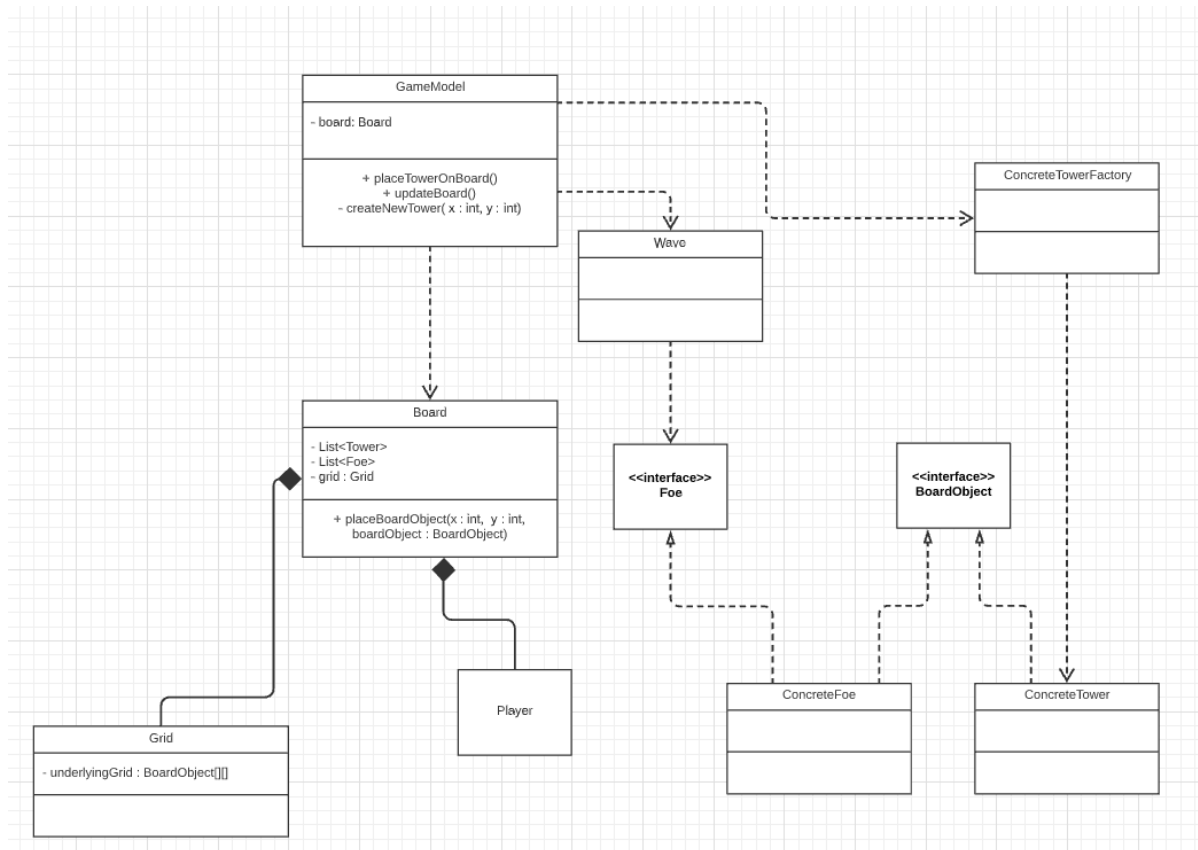 GameModel
- board: Board
+ placeTowerOnBoard()
+ updateBoard()
- createNewTower( x : int, y : int)
ConcreteTowerFactory
Wave
Board
- List<Tower>
- List<Foe>
- grid : Grid
+ placeBoardObject(x : int, y : int,
boardObject : BoardObject)
<<interface>>
Foe
<<interface>>
BoardObject
Player
ConcreteFoe
ConcreteTower
Grid
- underlyingGrid : BoardObject[][]